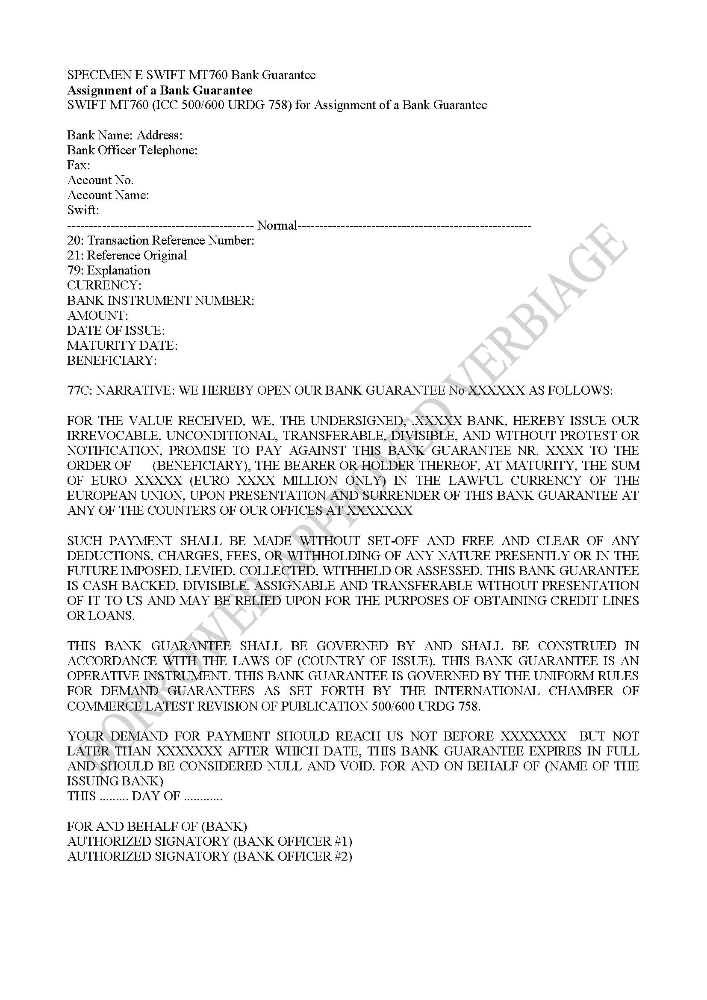 SPECIMEN E SWIFT MT760 Bank Guarantee
Assignment of a Bank Guarantee
SWIFT MT760 (ICC 500/600 URDG 758) for Assignment of a Bank Guarantee
Bank Name: Address:
Bank Officer Telephone:
Fax:
Account No.
Account Name:
Swift:
------------------------------------------- Normal------------------------------------------------------
20: Transaction Reference Number:
21: Reference Original
79: Explanation
CURRENCY:
BANK INSTRUMENT NUMBER:
AMOUNT:
DATE OF ISSUE:
MATURITY DATE:
BENEFICIARY:
77C: NARRATIVE: WE HEREBY OPEN OUR BANK GUARANTEE No XXXXXX AS FOLLOWS:
FOR THE VALUE RECEIVED, WE, THE UNDERSIGNED, .XXXXX BANK, HEREBY ISSUE OUR
IRREVOCABLE, UNCONDITIONAL, TRANSFERABLE, DIVISIBLE, AND WITHOUT PROTEST OR
NOTIFICATION, PROMISE TO PAY AGAINST THIS BANK GUARANTEE NR. XXXX TO THE
ORDER OF (BENEFICIARY), THE BEARER OR HOLDER THEREOF, AT MATURITY, THE SUM
OF EURO XXXXX (EURO XXXX MILLION ONLY) IN THE LAWFUL CURRENCY OF THE
EUROPEAN UNION, UPON PRESENTATION AND SURRENDER OF THIS BANK GUARANTEE AT
ANY OF THE COUNTERS OF OUR OFFICES AT XXXXXXX
SUCH PAYMENT SHALL BE MADE WITHOUT SET-OFF AND FREE AND CLEAR OF ANY
DEDUCTIONS, CHARGES, FEES, OR WITHHOLDING OF ANY NATURE PRESENTLY OR IN THE
FUTURE IMPOSED, LEVIED, COLLECTED, WITHHELD OR ASSESSED. THIS BANK GUARANTEE
IS CASH BACKED, DIVISIBLE, ASSIGNABLE AND TRANSFERABLE WITHOUT PRESENTATION
OF IT TO US AND MAY BE RELIED UPON FOR THE PURPOSES OF OBTAINING CREDIT LINES
OR LOANS.
THIS BANK GUARANTEE SHALL BE GOVERNED BY AND SHALL BE CONSTRUED IN
ACCORDANCE WITH THE LAWS OF (COUNTRY OF ISSUE). THIS BANK GUARANTEE IS AN
OPERATIVE INSTRUMENT. THIS BANK GUARANTEE IS GOVERNED BY THE UNIFORM RULES
FOR DEMAND GUARANTEES AS SET FORTH BY THE INTERNATIONAL CHAMBER OF
COMMERCE LATEST REVISION OF PUBLICATION 500/600 URDG 758.
YOUR DEMAND FOR PAYMENT SHOULD REACH US NOT BEFORE XXXXXXX BUT NOT
LATER THAN XXXXXXX AFTER WHICH DATE, THIS BANK GUARANTEE EXPIRES IN FULL
AND SHOULD BE CONSIDERED NULL AND VOID. FOR AND ON BEHALF OF (NAME OF THE
ISSUING BANK)
THIS ......... DAY OF ............
FOR AND BEHALF OF (BANK)
AUTHORIZED SIGNATORY (BANK OFFICER #1)
AUTHORIZED SIGNATORY (BANK OFFICER #2)
BORROWER APPROVED VERBIAGE